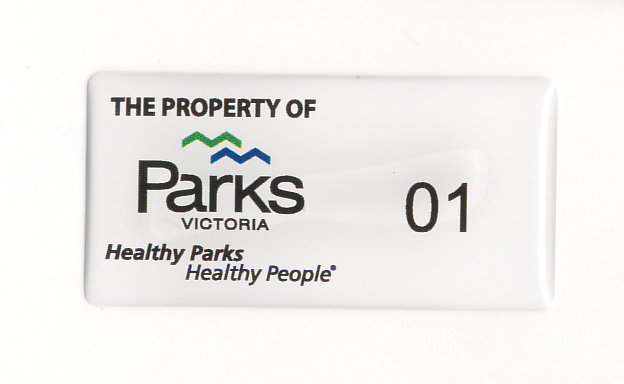 THE PROPERTY OF
Parks
VICTORIA
01
Healthy Parks
Healthy People®